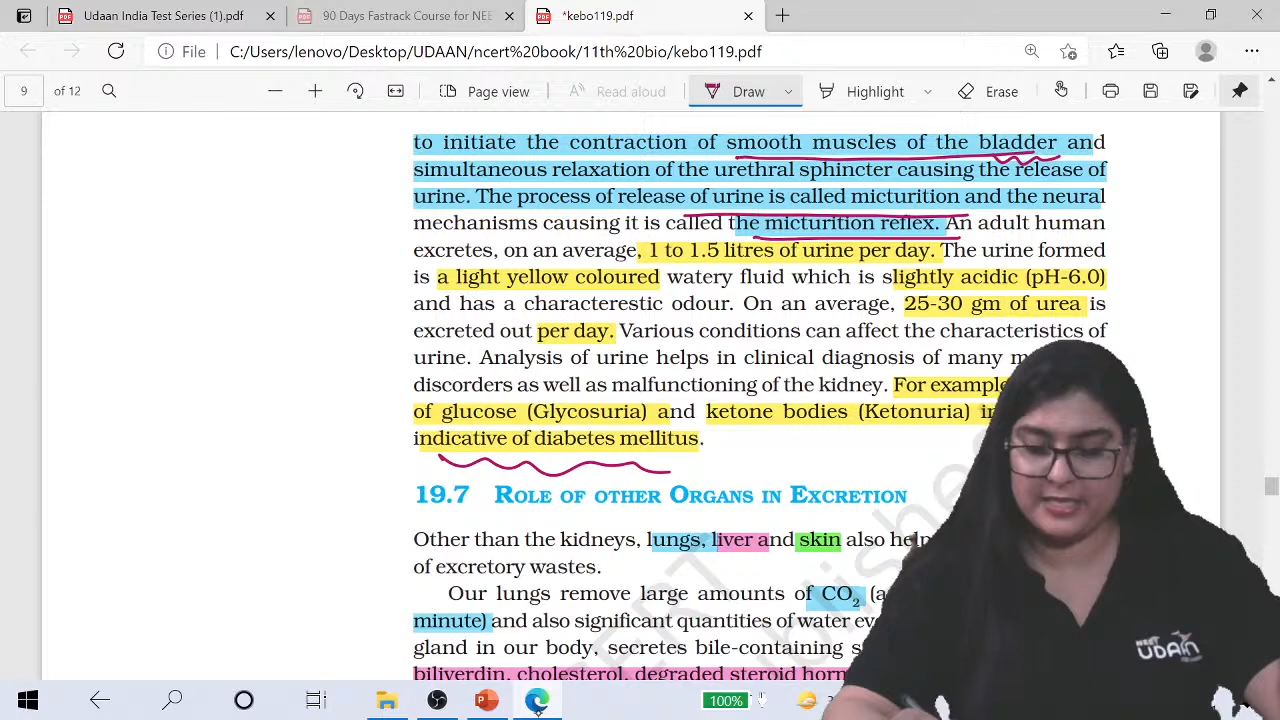 Udaan India Test Series (1).pdf
90 Days Fastrack Course for NEE
*kebo119.pdf
File C:/Users/lenovo/Desktop/UDAAN/ncert%20book/11th%20bio/kebo119.pdf
9 of 12
Page view
Read aloud
Draw
Highlight
Erase
to initiate the contraction of smooth muscles of the bladder and
simultaneous relaxation of the urethral sphincter causing the release of
urine. The process of release of urine is called micturition and the neural
mechanisms causing it is called the micturition reflex. An adult human
excretes, on an average, 1 to 1.5 litres of urine per day. The urine formed
is a light yellow coloured watery fluid which is slightly acidic (pH-6.0)
and has a characterestic odour. On an average, 25-30 gm of urea is
excreted out per day. Various conditions can affect the characteristics of
urine. Analysis of urine helps in clinical diagnosis of many m
discorders as well as malfunctioning of the kidney. For example
of glucose (Glycosuria) and ketone bodies (Ketonuria) in
indicative of diabetes mellitus.
19.7 ROLE OF OTHER ORGANS IN EXCRETION
Other than the kidneys, lungs, liver and skin also help
of excretory wastes.
Our lungs remove large amounts of CO2 (a
minute) and also significant quantities of water ev
gland in our body, secretes bile-containing s
biliverdin, cholesterol, degraded steroid horm
NEET
UDAAN
100%